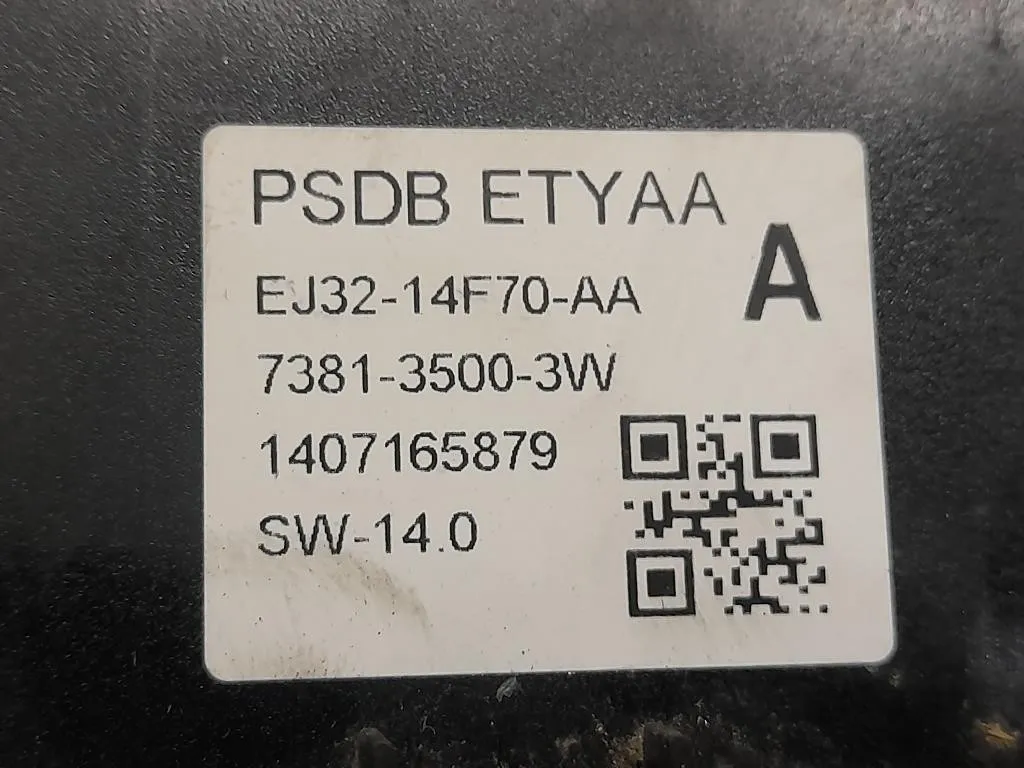 PSDB ETYAA
A
EJ32-14F70-AA
7381-3500-3W
1407165879
SW-14.0